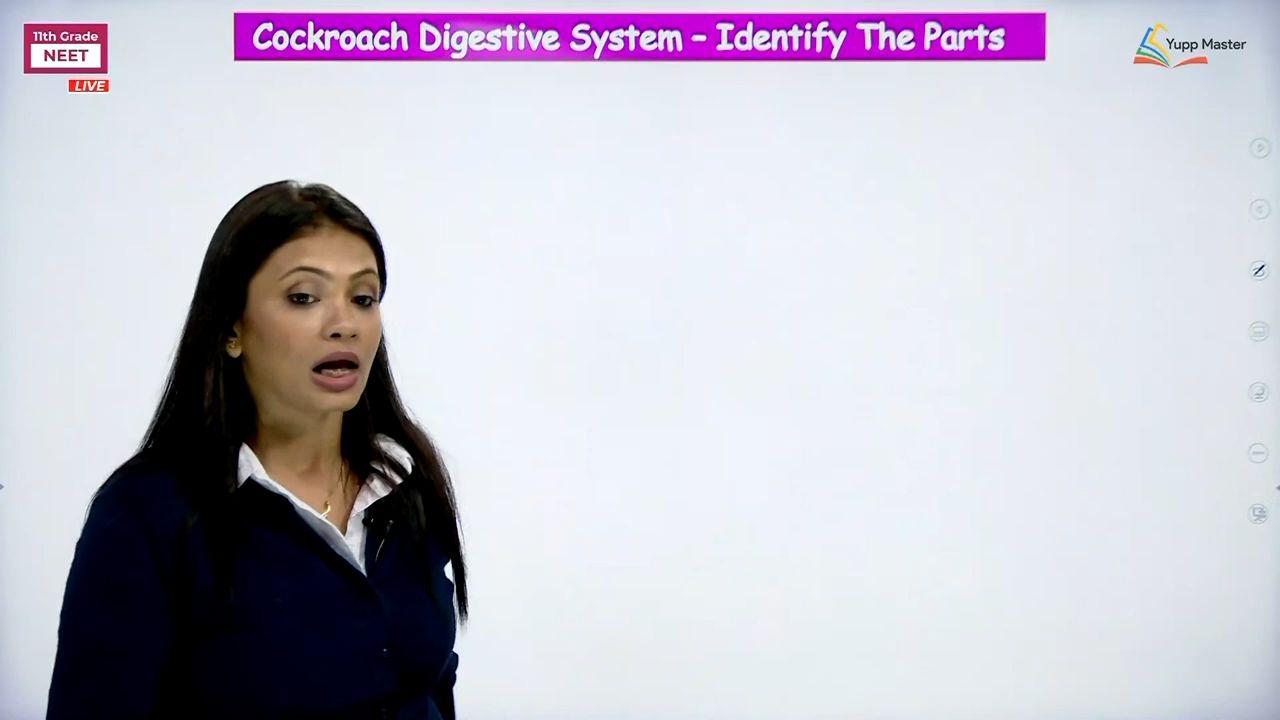 11th Grade
NEET
LIVE
Cockroach Digestive System – Identify The Parts
Yupp Master